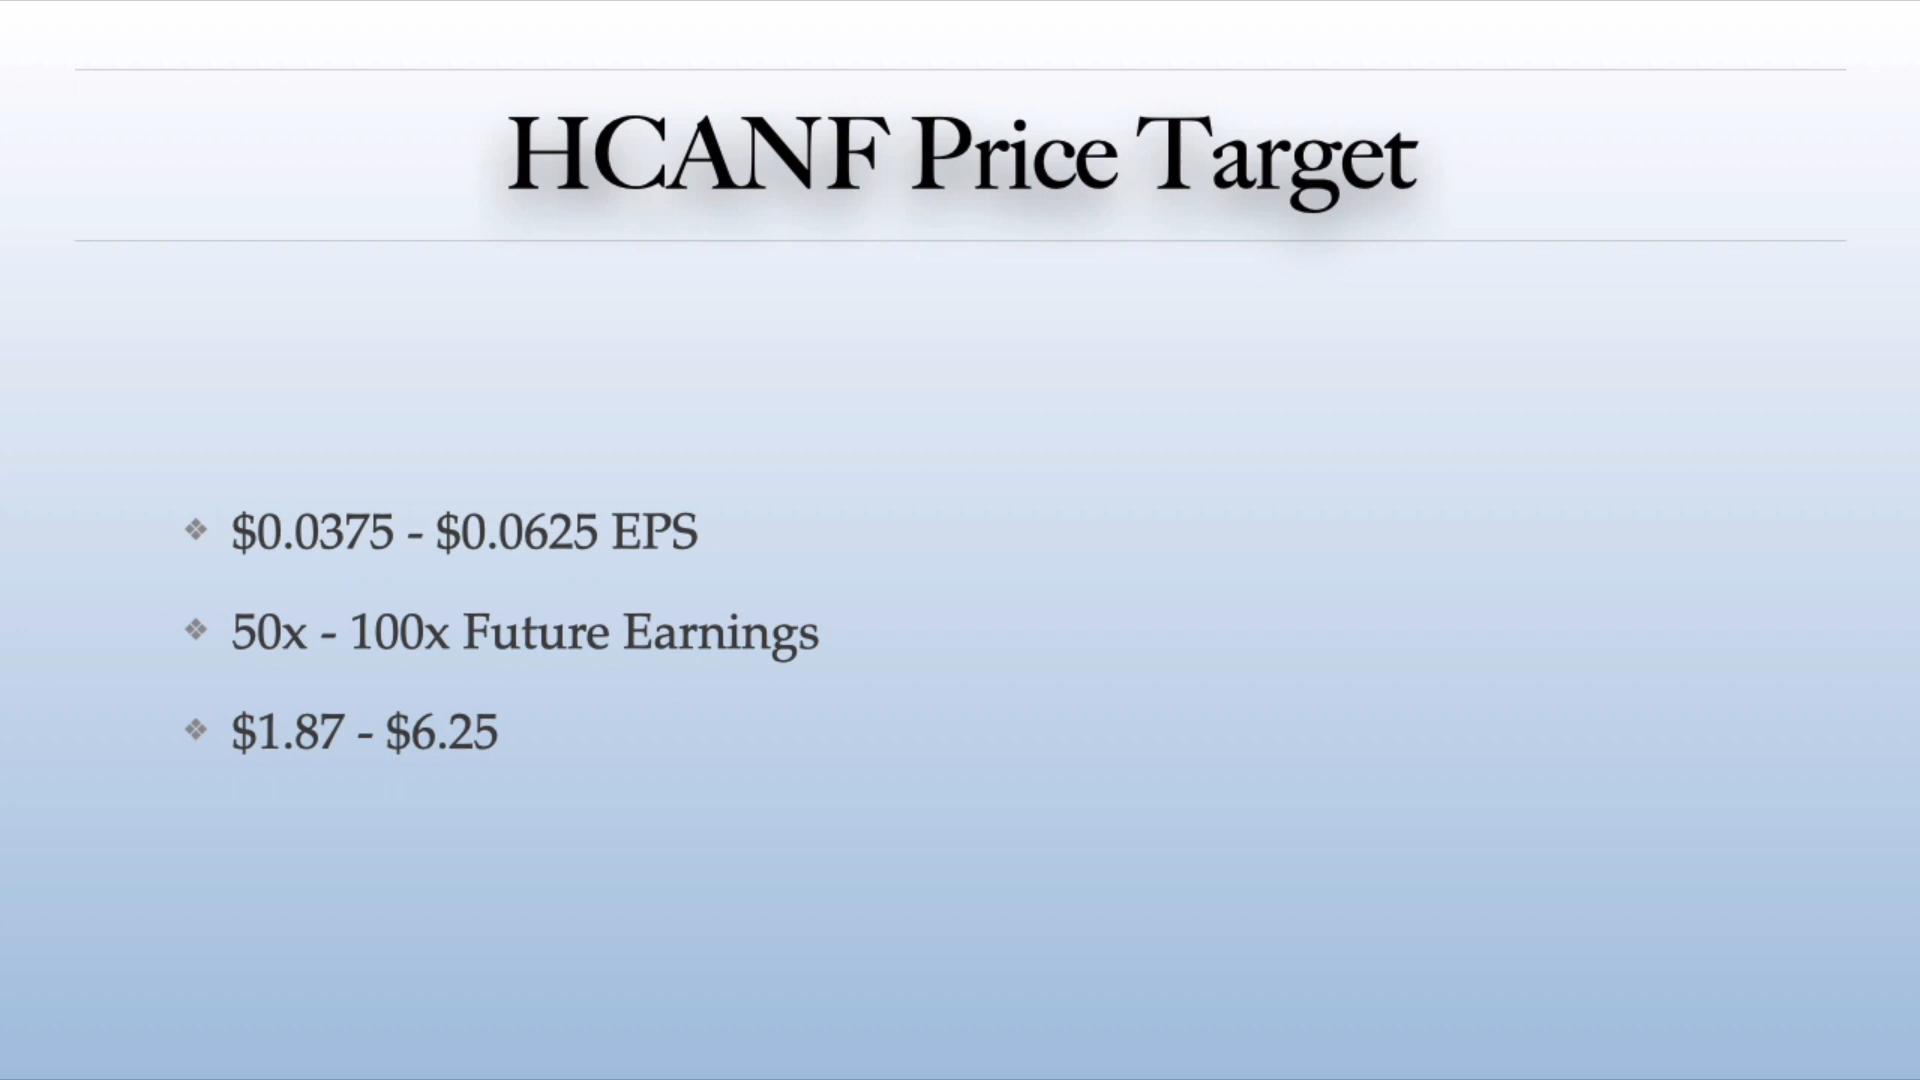 HCANF Price Target
❖ $0.0375 - $0.0625 EPS
❖ 50x - 100x Future Earnings
❖ $1.87 - $6.25